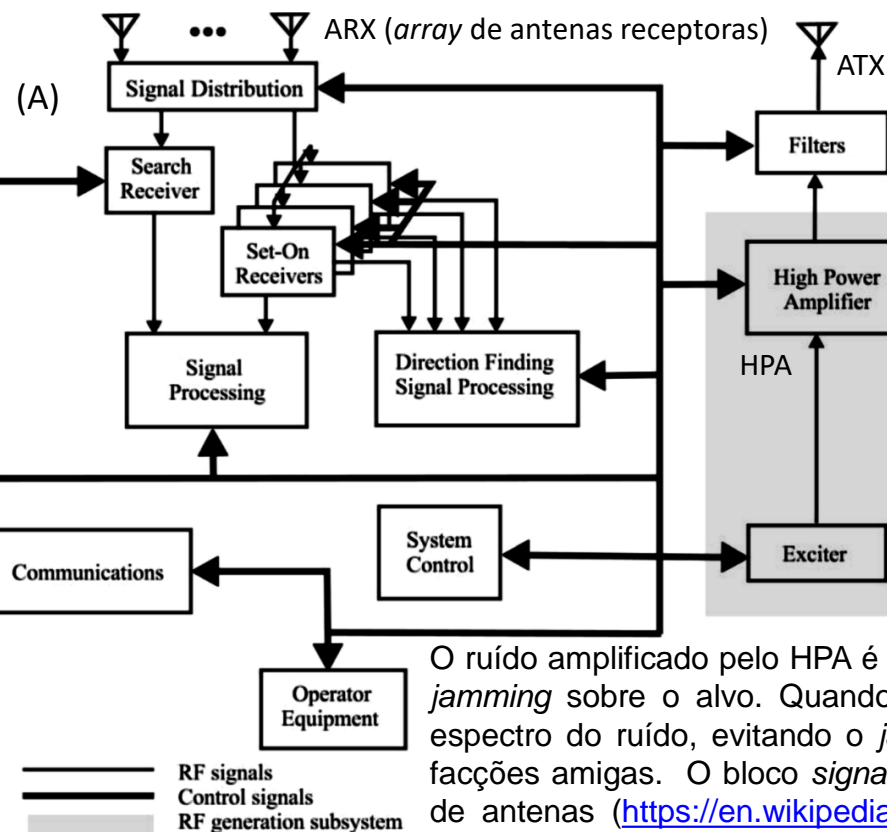 ARX (array de antenas receptoras)
ATX
(A)
Signal Distribution
Filters
Search
Receiver
Set-On
Receivers
High Power
Amplifier
HPA
Signal
Processing
Direction Finding
Signal Processing
System
Control
Exciter
Communications
Operator
Equipment
O ruído amplificado pelo HPA é
jamming sobre o alvo. Quando
espectro do ruído, evitando o
facções amigas. O bloco signa
de antenas (https://en.wikipedia
RF signals
Control signals
RF generation subsystem